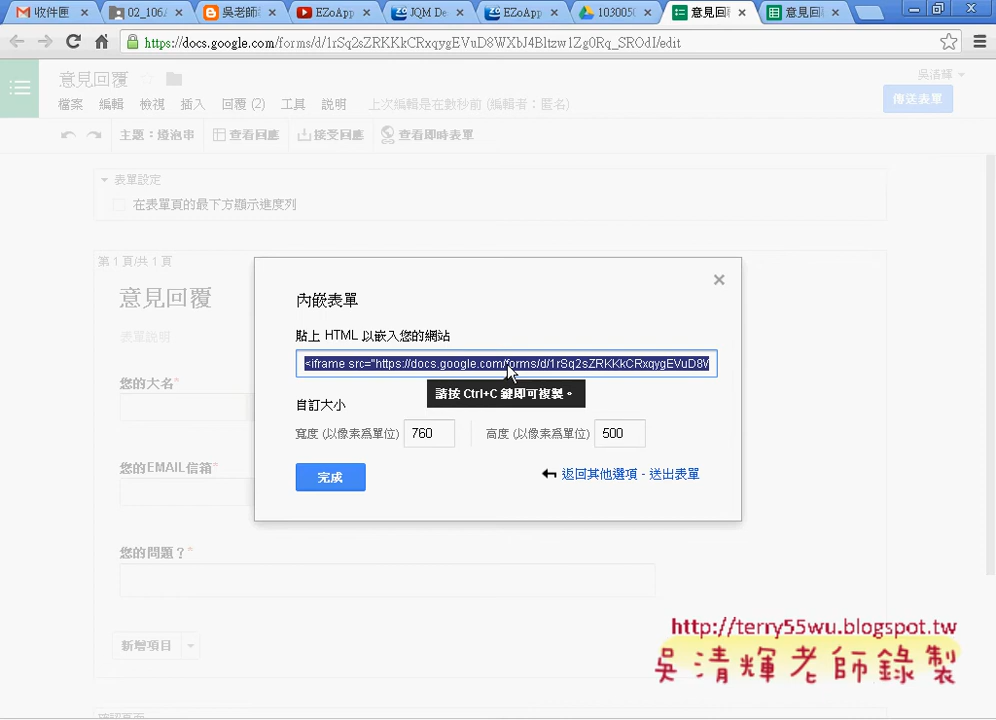 收件匣
02_106
吳老師
EZoApp
JQM De
EZoApp
1030050
意見回
意見回
https://docs.google.com/forms/d/1rSq2sZRKKkCRxqygEVuD8WXbJ4Bltzw1Zg0Rq_SROdI/edit
意見回覆
吳清輝
檔案 編輯 檢視 插入 回覆 (2) 工具 說明 上次編輯是在數秒前 (編輯者：匿名)
傳送表單
主題：燈泡串 查看回應 接受回應 查看即時表單
表單設定
在表單頁的最下方顯示進度列
第 1 頁/共 1 頁
意見回覆
表單說明
您的大名*
您的EMAIL信箱*
您的問題？*
新增項目
確認頁面
內嵌表單
貼上 HTML 以嵌入您的網站
<iframe src="https://docs.google.com/forms/d/1rSq2sZRKKkCRxqygEVuD8W
請按 Ctrl+C 鍵即可複製。
自訂大小
寬度 (以像素為單位) 760 高度 (以像素為單位) 500
完成
返回其他選項 - 送出表單
http://terry55wu.blogspot.tw
吳清輝老師錄製